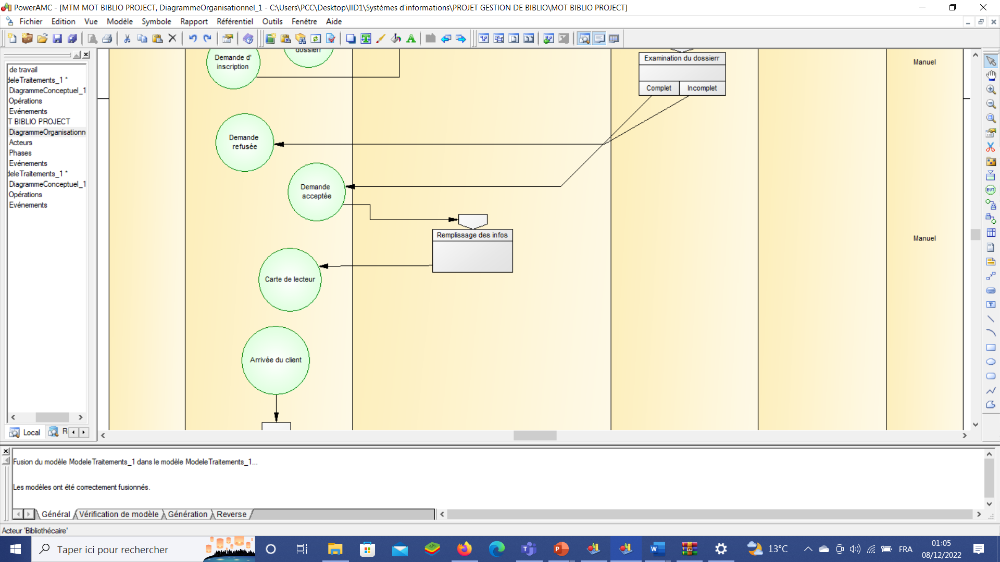 PowerAMC - [MTM MOT BIBLIO PROJECT, DiagrammeOrganisationnel_1 - C:\Users\PCC\Desktop\IID1\Systèmes d'informations\PROJET GESTION DE BIBLIO\MOT BIBLIO PROJECT]
Fichier Edition Vue Modèle Symbole Rapport Référentiel Outils Fenêtre Aide
de travail
deleTraitements_1 *
DiagrammeConceptuel_1
Opérations
Evénements
T BIBLIO PROJECT
DiagrammeOrganisationn
Acteurs
Phases
Evénements
deleTraitements_1 *
DiagrammeConceptuel_1
Opérations
Evénements
Local R
dossierr
Demande d'
inscription
Examination du dossierr
Complet Incomplet
Manuel
Demande
refusée
Demande
acceptée
Remplissage des infos
Manuel
Carte de lecteur
Arrivée du client
EVT
T
Fusion du modèle ModeleTraitements_1 dans le modèle ModeleTraitements_1...
Les modèles ont été correctement fusionnés.
Général Vérification de modèle Génération Reverse
Acteur 'Bibliothécaire'
Taper ici pour rechercher
13°C
FRA
01:05
08/12/2022